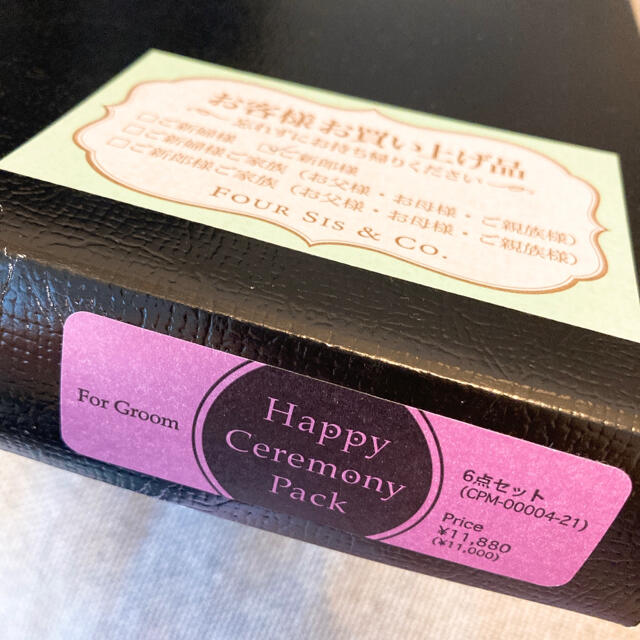 お客様お買い上げ品
〜忘れずにお持ち帰りください〜
□ご新婦様 ☑ご新郎様
□ご新婦様ご家族（お父様・お母様・ご親族様）
□ご新郎様ご家族（お父様・お母様・ご親族様）
FOUR SIS & CO.
For Groom
Happy
Ceremony
Pack
6点セット
(CPM-00004-21)
Price
¥11,880
(¥11,000)